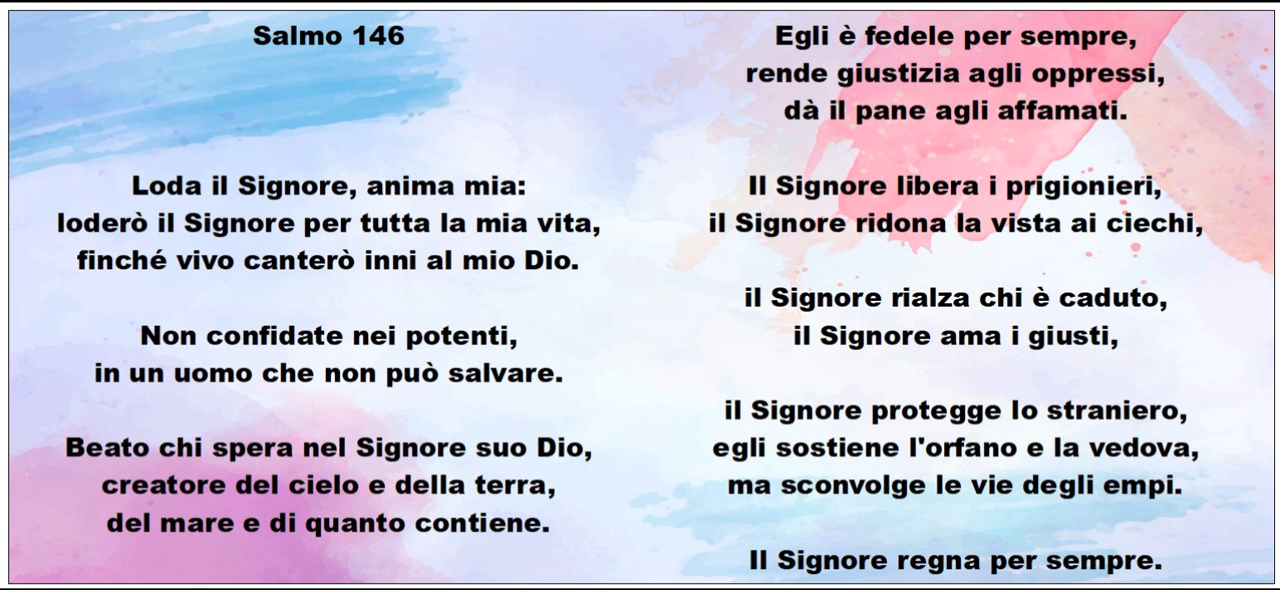 Salmo 146
Loda il Signore, anima mia:
loderò il Signore per tutta la mia vita,
finché vivo canterò inni al mio Dio.
Non confidate nei potenti,
in un uomo che non può salvare.
Beato chi spera nel Signore suo Dio,
creatore del cielo e della terra,
del mare e di quanto contiene.
Egli è fedele per sempre,
rende giustizia agli oppressi,
dà il pane agli affamati.
Il Signore libera i prigionieri,
il Signore ridona la vista ai ciechi,
il Signore rialza chi è caduto,
il Signore ama i giusti,
il Signore protegge lo straniero,
egli sostiene l'orfano e la vedova,
ma sconvolge le vie degli empi.
Il Signore regna per sempre.